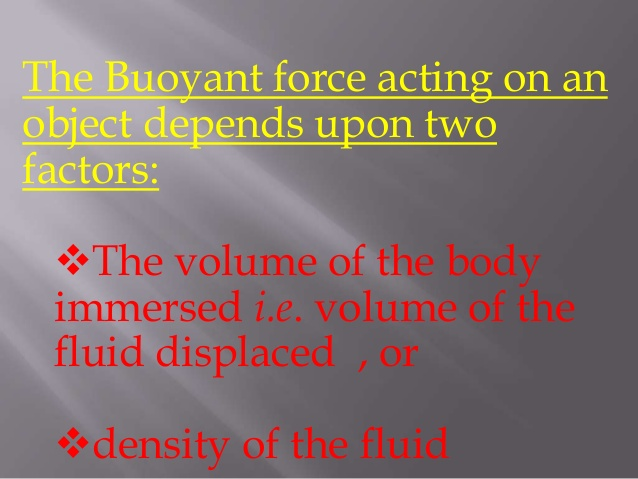 The Buoyant force acting on an
object depends upon two
factors:
❖The volume of the body
immersed i.e. volume of the
fluid displaced , or
❖density of the fluid